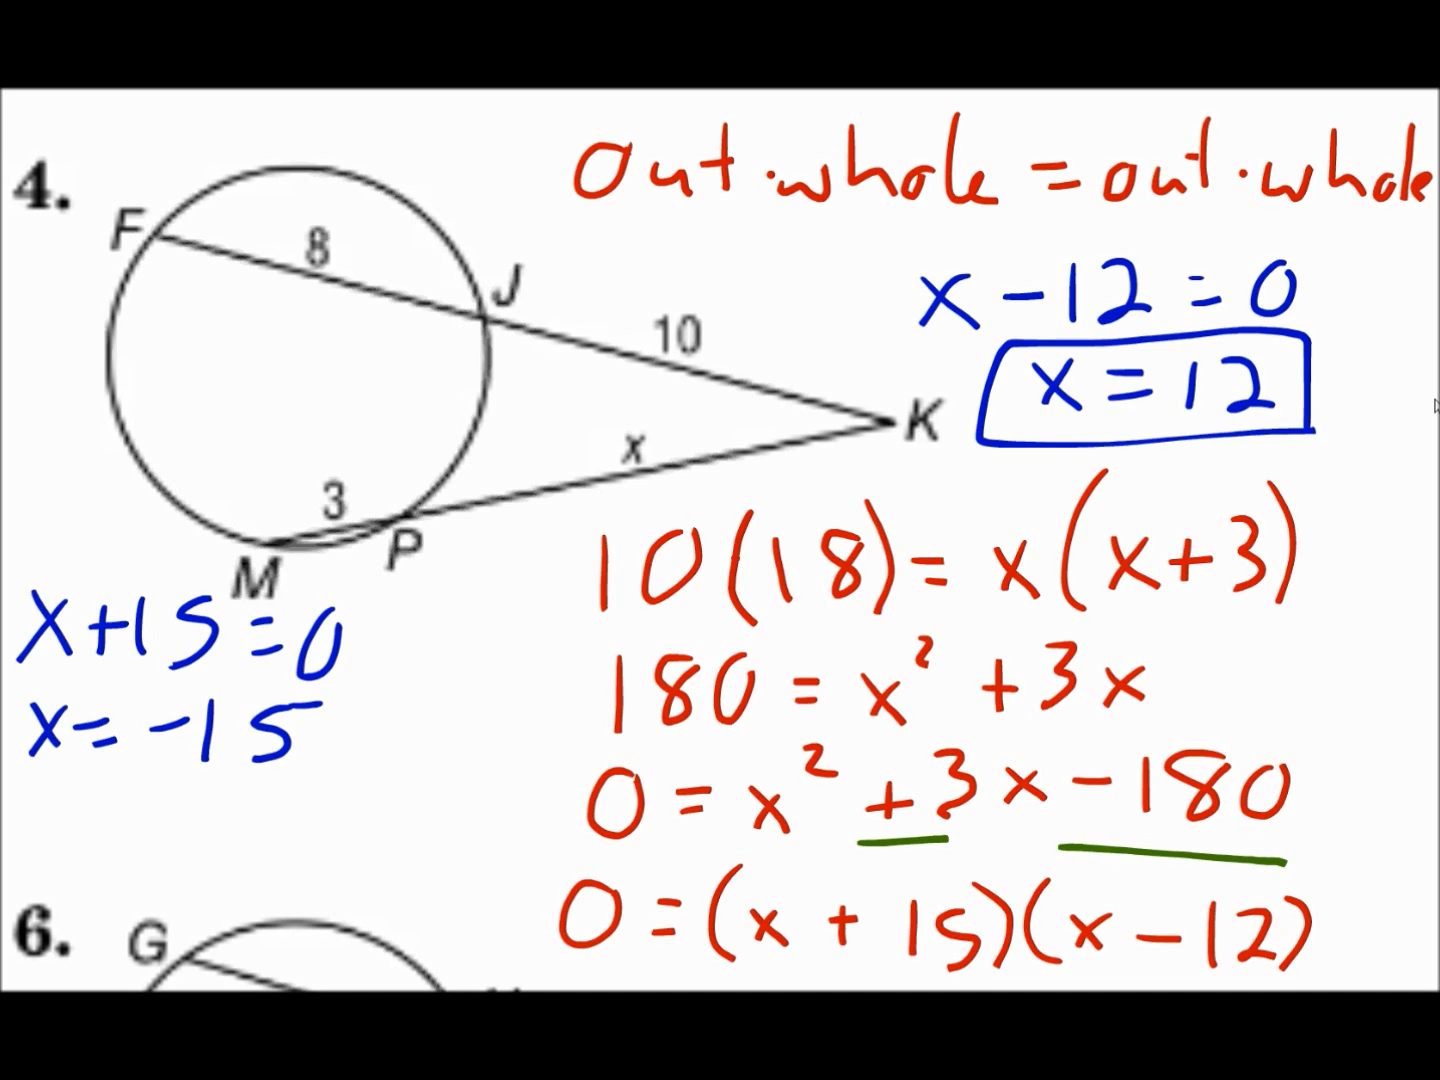 4.
out · whole = out · whole
F
8
J
10
K
x
3
P
M
x - 12 = 0
x = 12
10(18) = x(x+3)
180 = x² + 3x
0 = x² + 3x - 180
0 = (x + 15)(x - 12)
x+15=0
x= -15
6.
G